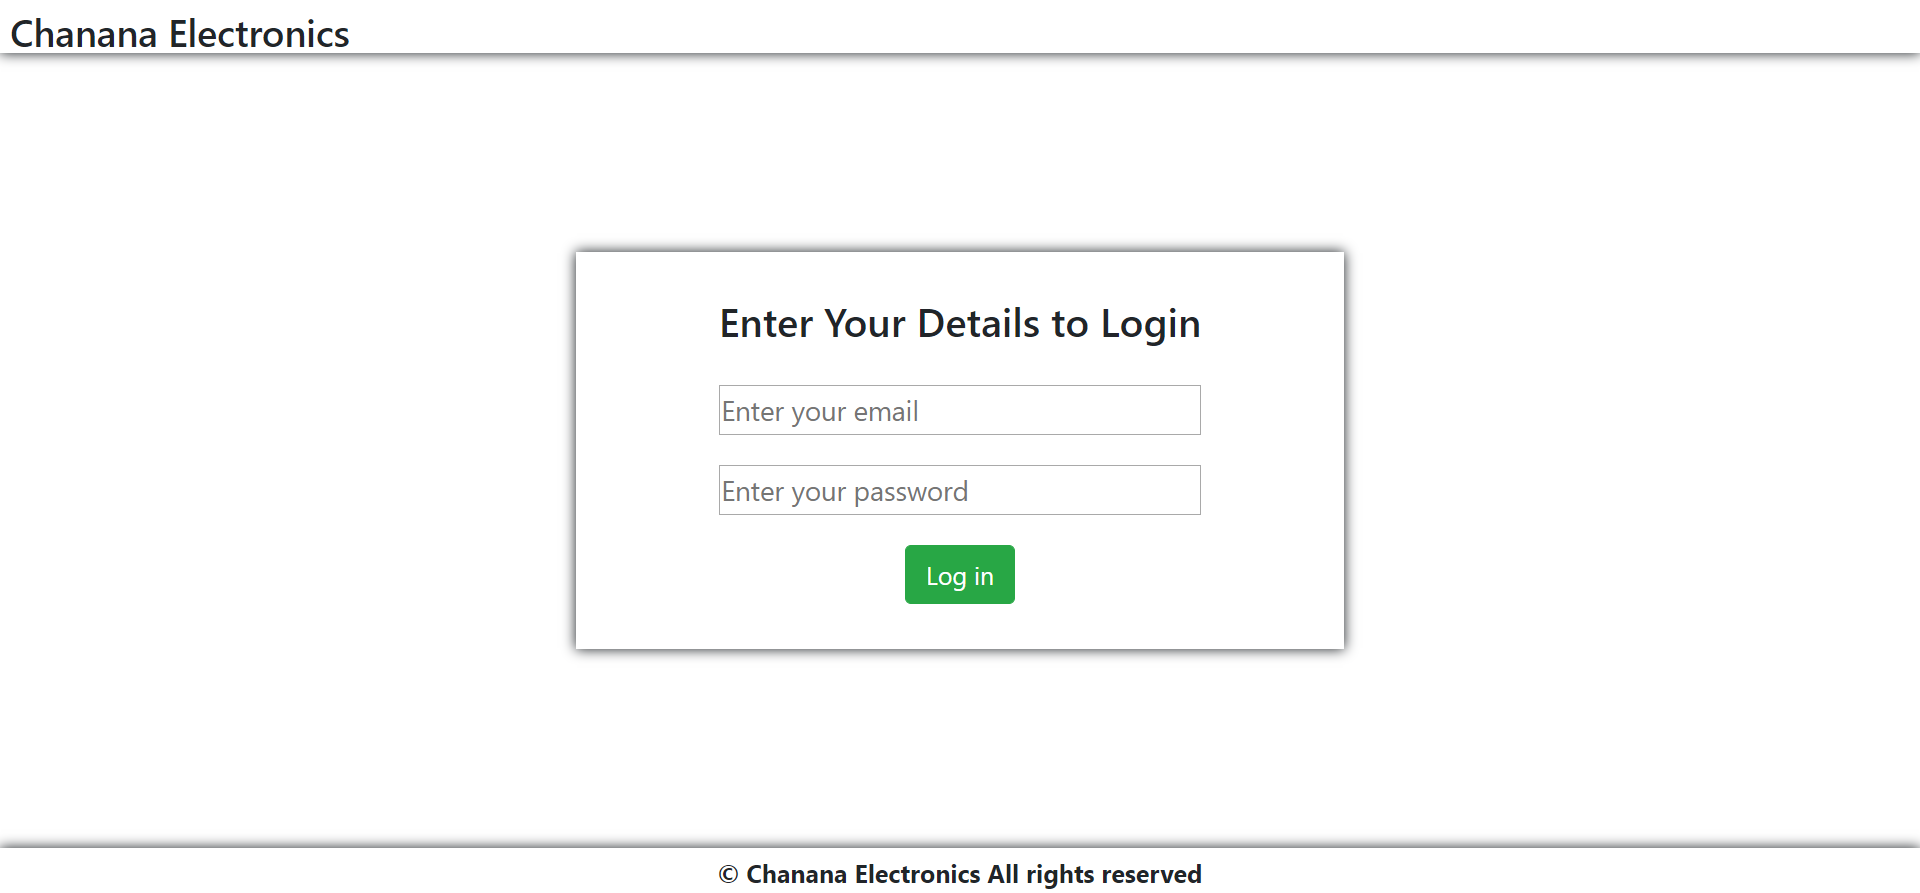 Chanana Electronics
Enter Your Details to Login
Enter your email
Enter your password
Log in
© Chanana Electronics All rights reserved